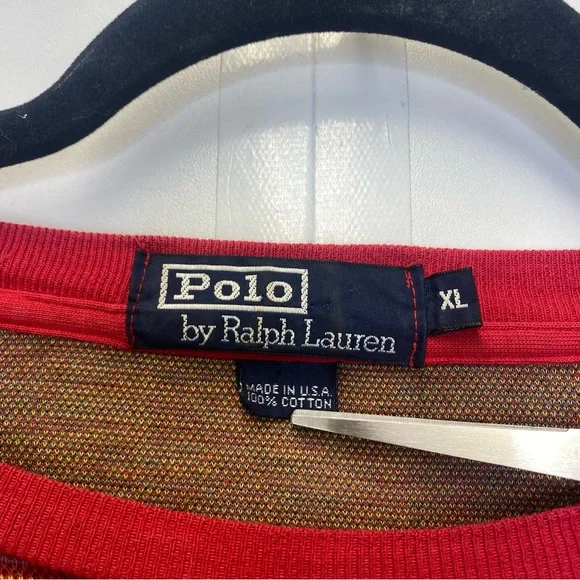 Polo
by Ralph Lauren
XL
MADE IN U.S.A.
100% COTTON